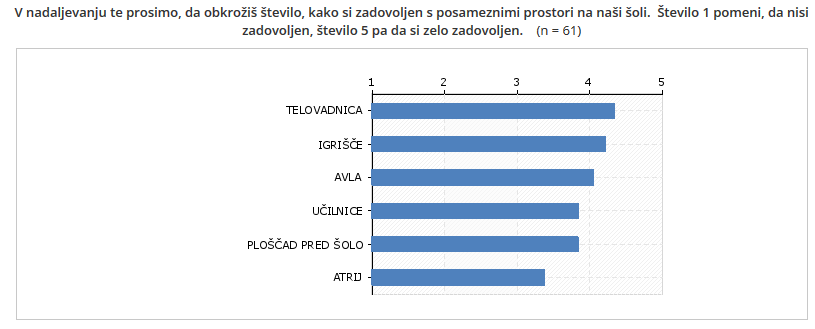 V nadaljevanju te prosimo, da obkrožiš število, kako si zadovoljen s posameznimi prostori na naši šoli.  Število 1 pomeni, da nisi
zadovoljen, število 5 pa da si zelo zadovoljen.    (n = 61)
1 2 3 4 5
TELOVADNICA
IGRIŠČE
AVLA
UČILNICE
PLOŠČAD PRED ŠOLO
ATRIJ